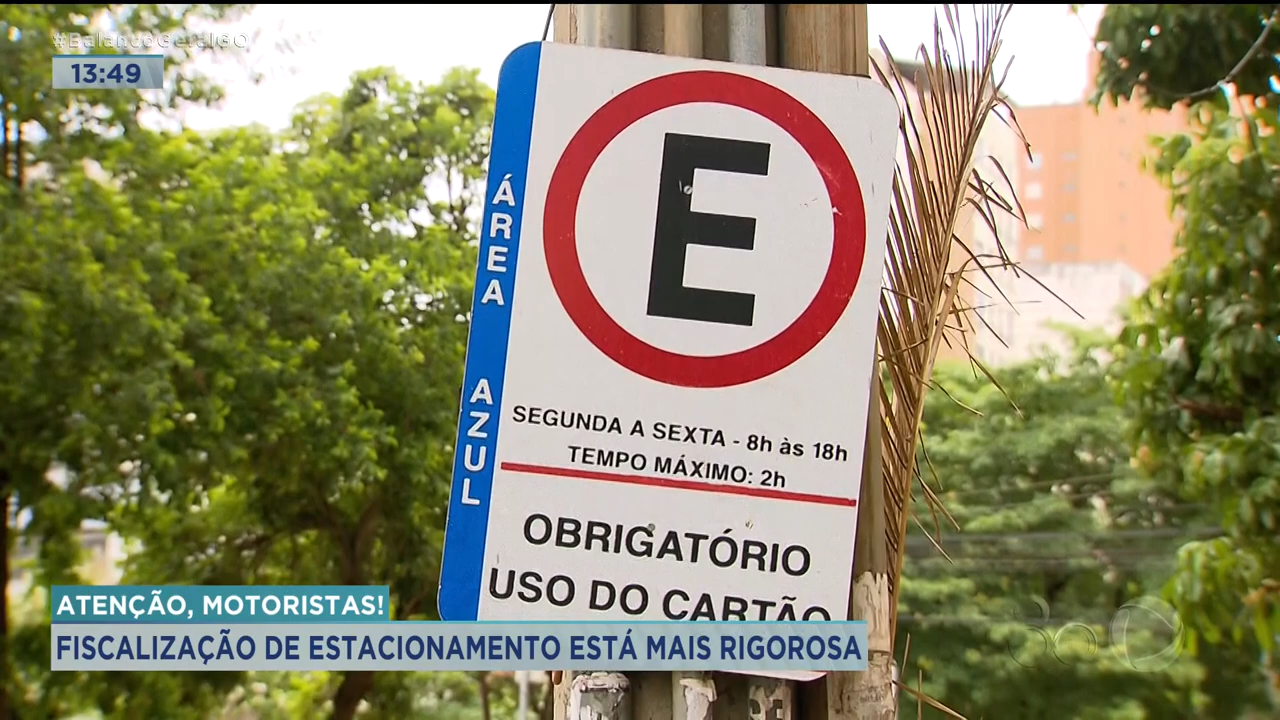 #BalançoGeralGO
13:49
E
ÁREA AZUL
SEGUNDA A SEXTA - 8h às 18h
TEMPO MÁXIMO: 2h
OBRIGATÓRIO
USO DO CARTÃO
ATENÇÃO, MOTORISTAS!
FISCALIZAÇÃO DE ESTACIONAMENTO ESTÁ MAIS RIGOROSA